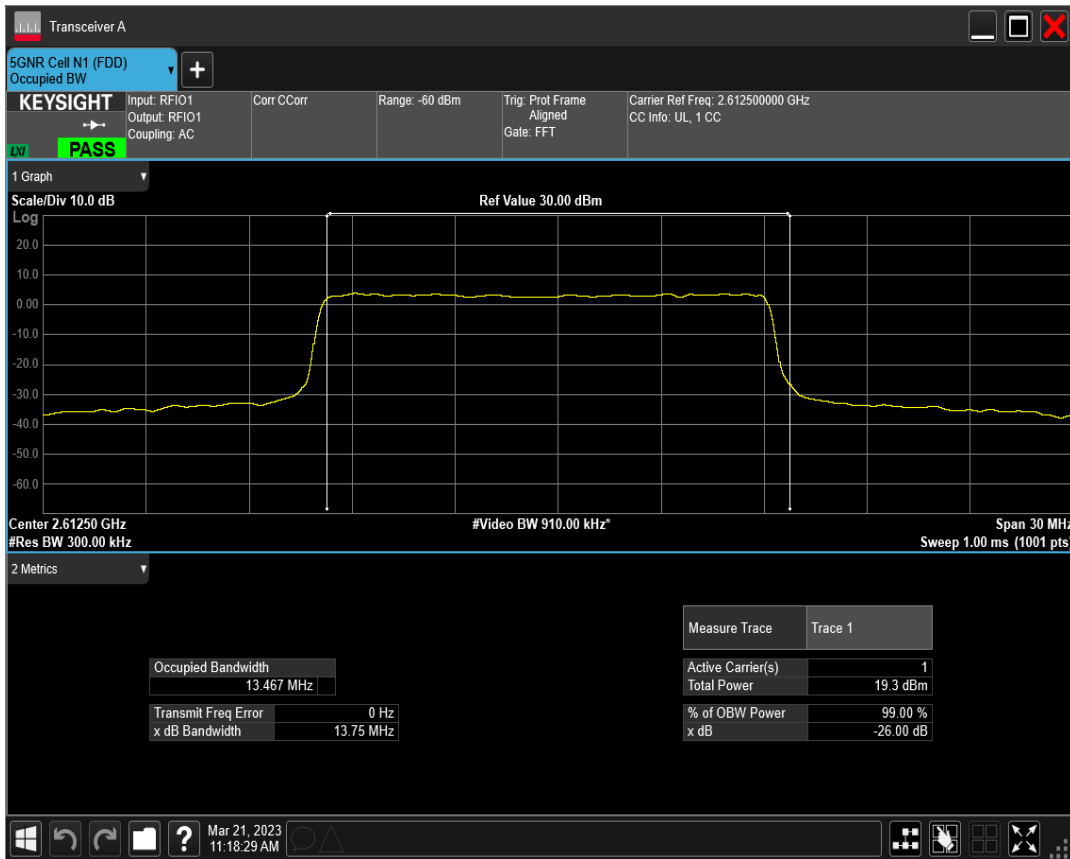 Transceiver A
5GNR Cell N1 (FDD)
Occupied BW
+
KEYSIGHT
LXI
PASS
Input: RFIO1
Output: RFIO1
Coupling: AC
Corr CCorr
Range: -60 dBm
Trig: Prot Frame
Aligned
Gate: FFT
Carrier Ref Freq: 2.612500000 GHz
CC Info: UL, 1 CC
1 Graph
Scale/Div 10.0 dB
Ref Value 30.00 dBm
Log
20.0
10.0
0.00
-10.0
-20.0
-30.0
-40.0
-50.0
-60.0
Center 2.61250 GHz
#Video BW 910.00 kHz*
Span 30 MHz
#Res BW 300.00 kHz
Sweep 1.00 ms (1001 pts)
2 Metrics
Measure Trace Trace 1
Occupied Bandwidth
13.467 MHz
Active Carrier(s) 1
Total Power 19.3 dBm
Transmit Freq Error 0 Hz
x dB Bandwidth 13.75 MHz
% of OBW Power 99.00 %
x dB -26.00 dB
?
Mar 21, 2023
11:18:29 AM